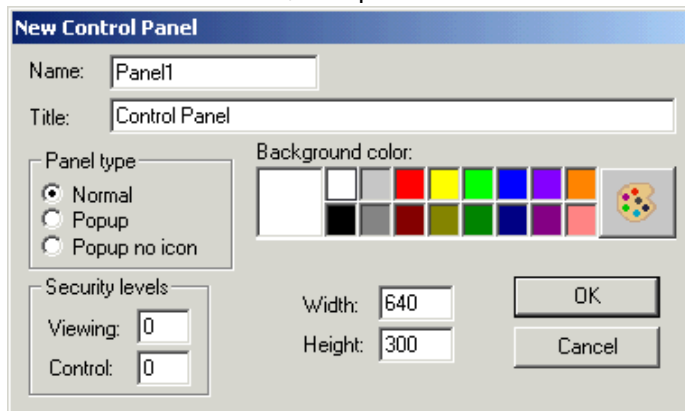 New Control Panel
Name: Panel1
Title: Control Panel
Panel type
Normal
Popup
Popup no icon
Background color:
Security levels
Viewing: 0
Control: 0
Width: 640
Height: 300
OK
Cancel